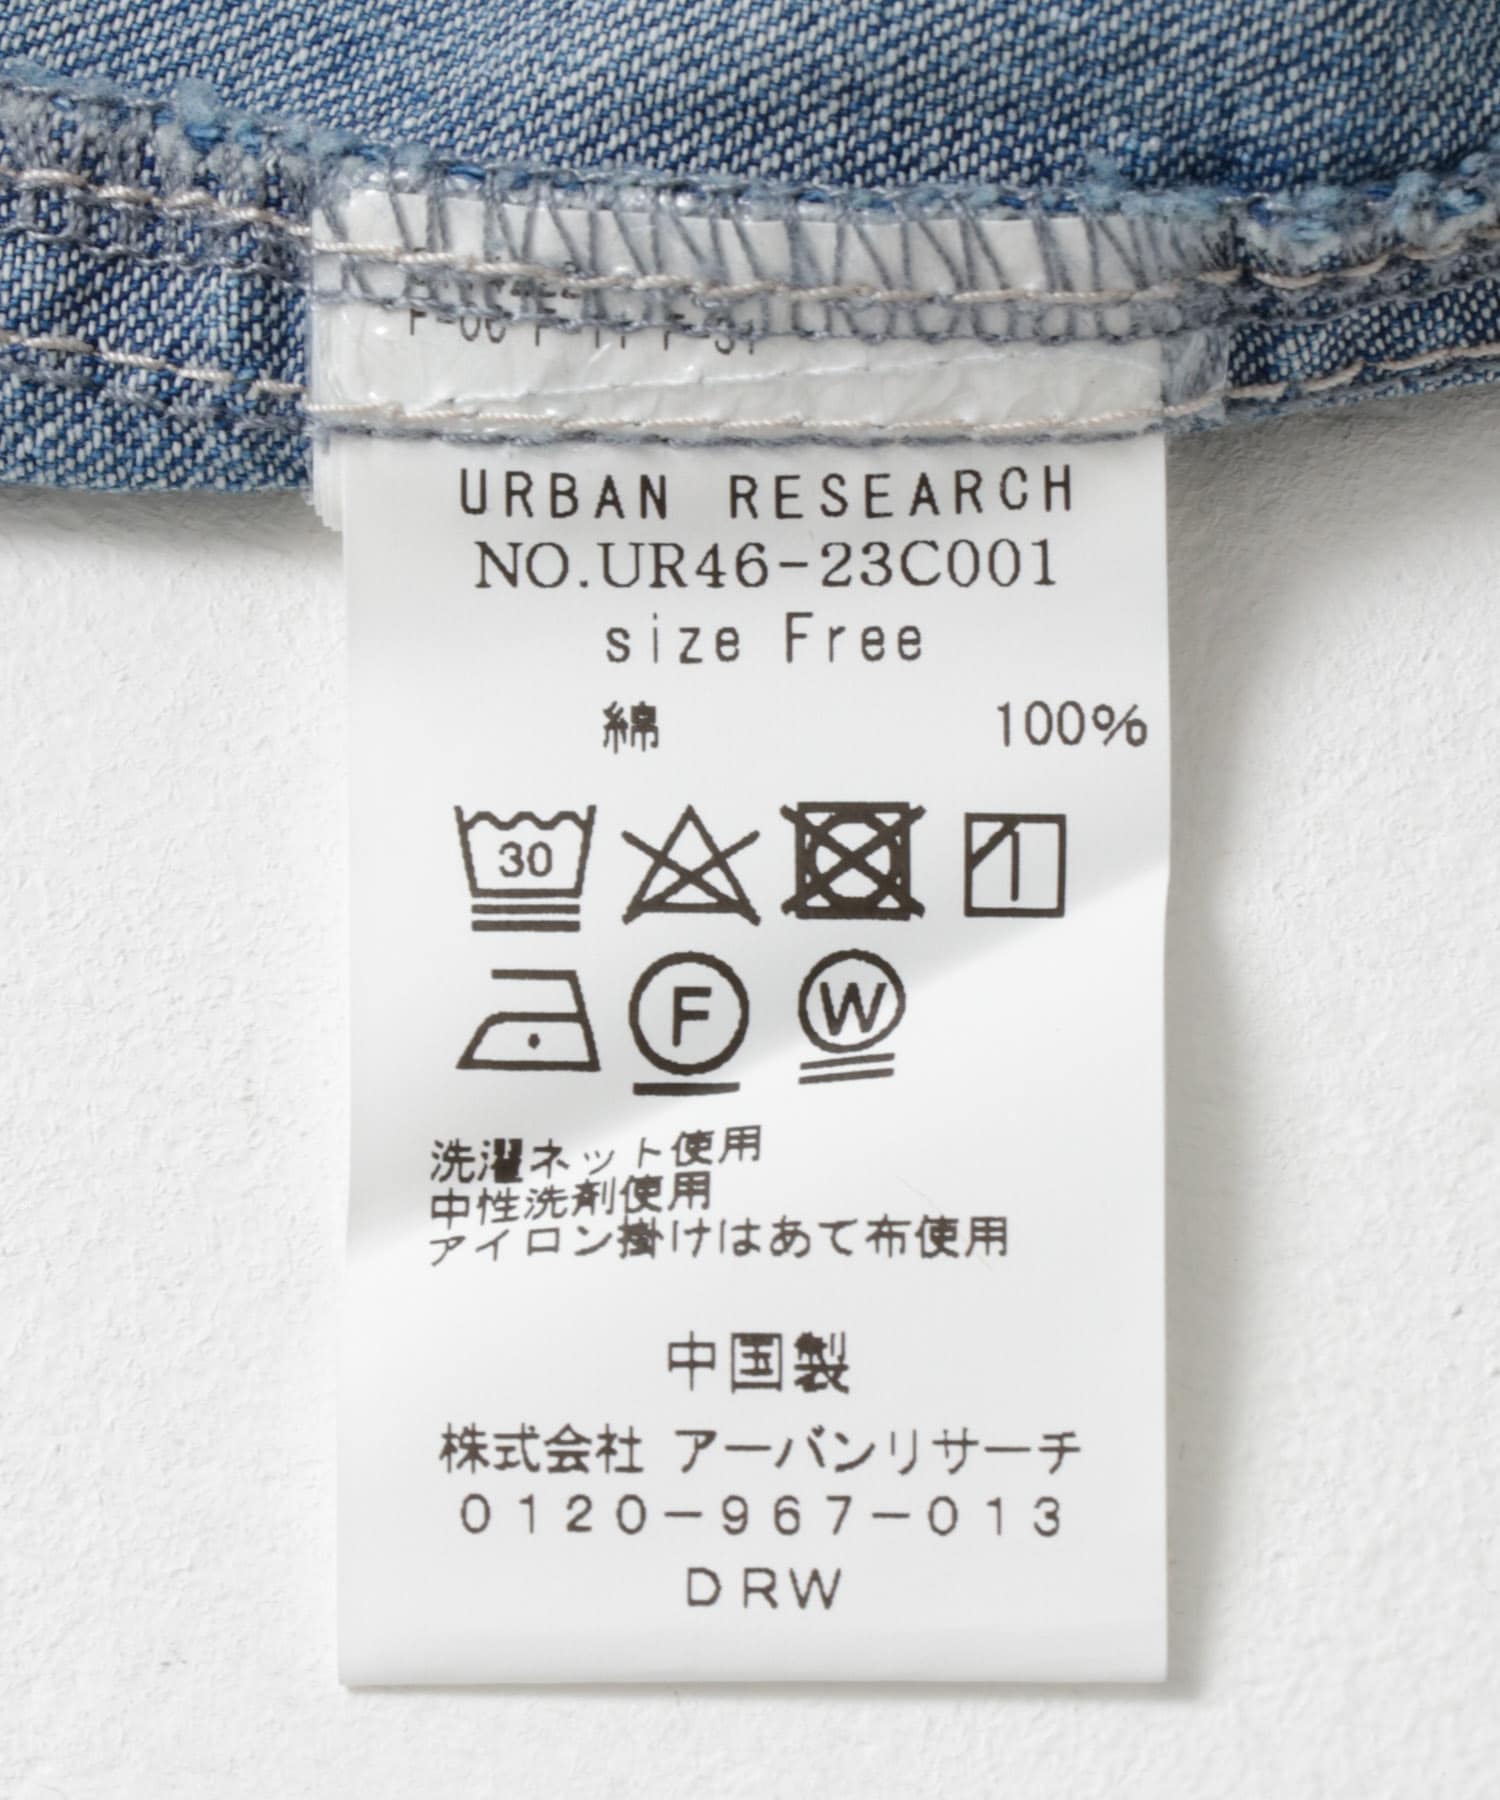 URBAN RESEARCH
NO.UR46-23C001
size Free
綿 100%
30
F W
洗濯ネット使用
中性洗剤使用
アイロン掛けはあて布使用
中国製
株式会社 アーバンリサーチ
0120-967-013
DRW